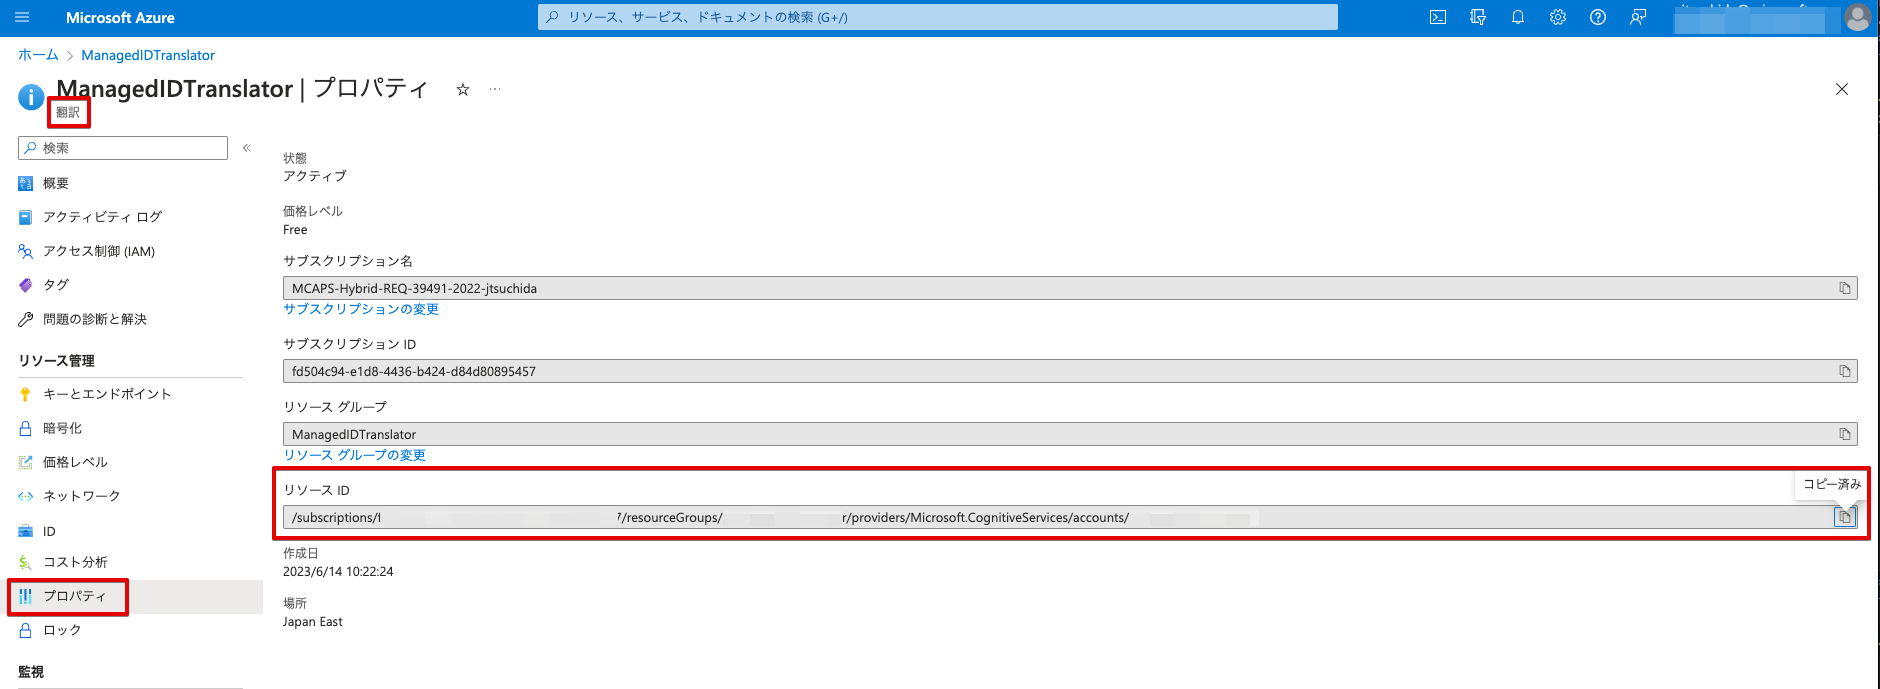 Microsoft Azure
リソース、サービス、ドキュメントの検索 (G+/)
ホーム > ManagedIDTranslator
ManagedIDTranslator | プロパティ
翻訳
検索
概要
アクティビティ ログ
アクセス制御 (IAM)
タグ
問題の診断と解決
リソース管理
キーとエンドポイント
暗号化
価格レベル
ネットワーク
ID
コスト分析
プロパティ
ロック
監視
状態
アクティブ
価格レベル
Free
サブスクリプション名
MCAPS-Hybrid-REQ-39491-2022-jtsuchida
サブスクリプションの変更
サブスクリプション ID
fd504c94-e1d8-4436-b424-d84d80895457
リソース グループ
ManagedIDTranslator
リソース グループの変更
リソース ID
コピー済み
/subscriptions/f 7/resourceGroups/ r/providers/Microsoft.CognitiveServices/accounts/
作成日
2023/6/14 10:22:24
場所
Japan East